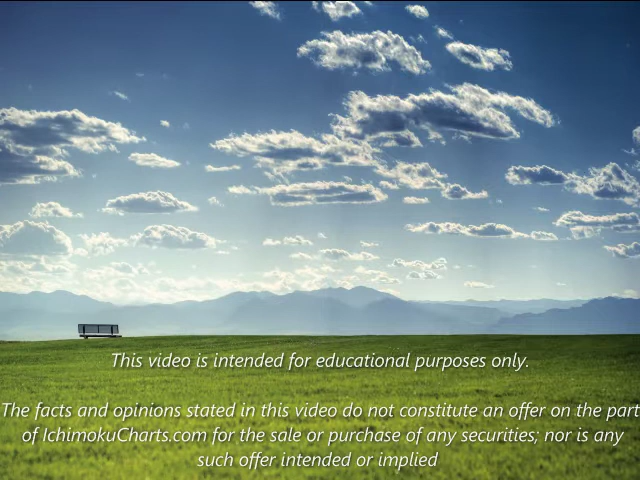 This video is intended for educational purposes only.
The facts and opinions stated in this video do not constitute an offer on the part
of IchimokuCharts.com for the sale or purchase of any securities; nor is any
such offer intended or implied